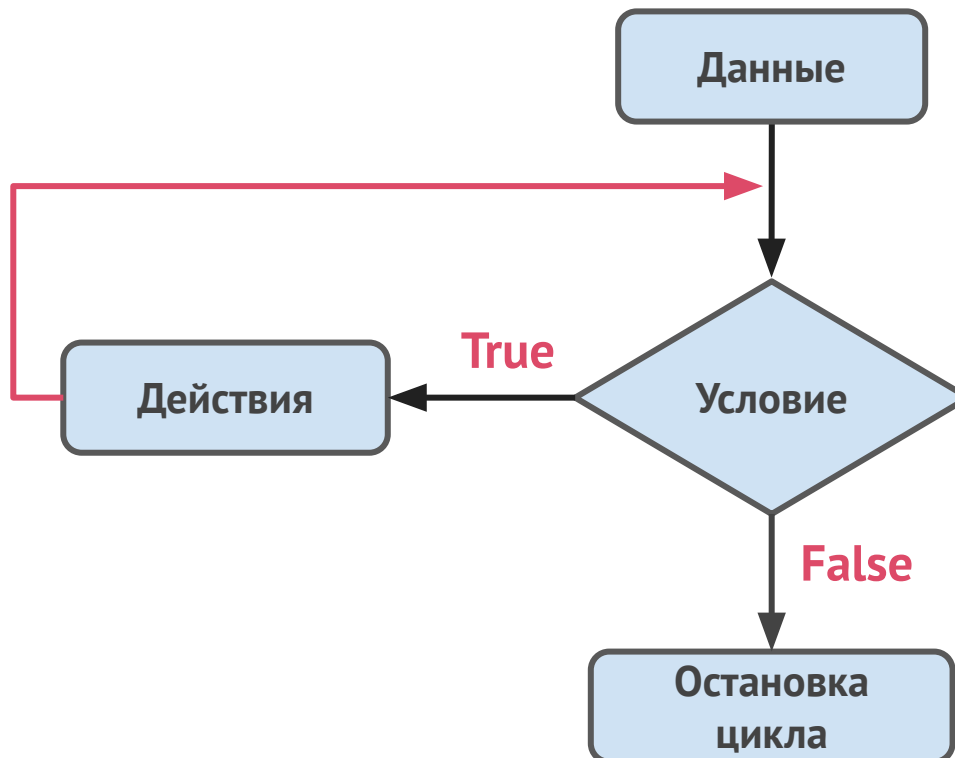 Данные
True
Действия
Условие
False
Остановка
цикла